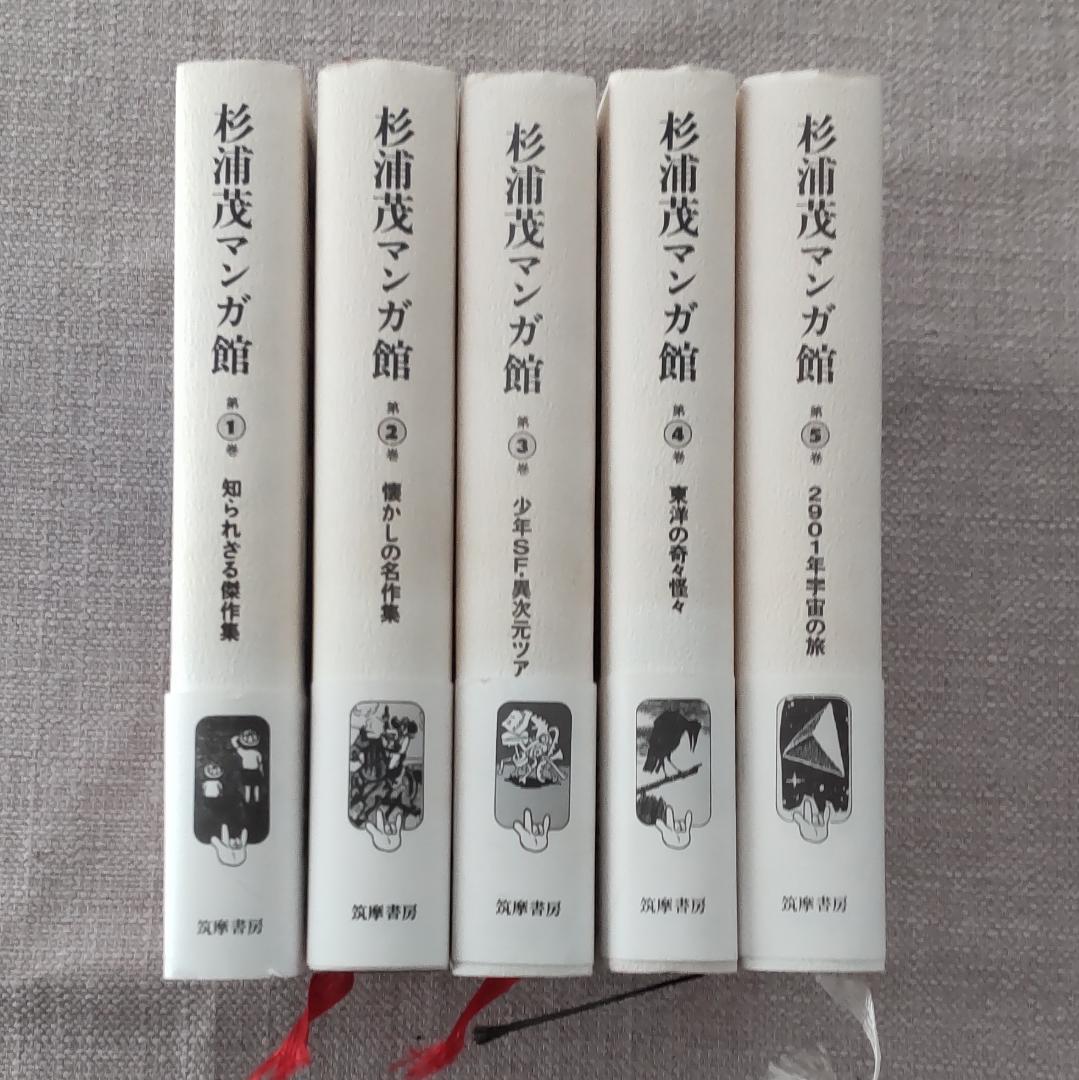 杉浦茂マンガ館
第1巻
知られざる傑作集
筑摩書房
杉浦茂マンガ館
第2巻
懐かしの名作集
筑摩書房
杉浦茂マンガ館
第3巻
少年SF・異次元ツア
筑摩書房
杉浦茂マンガ館
第4巻
東洋の奇々怪々
筑摩書房
杉浦茂マンガ館
第5巻
2901年宇宙の旅
筑摩書房